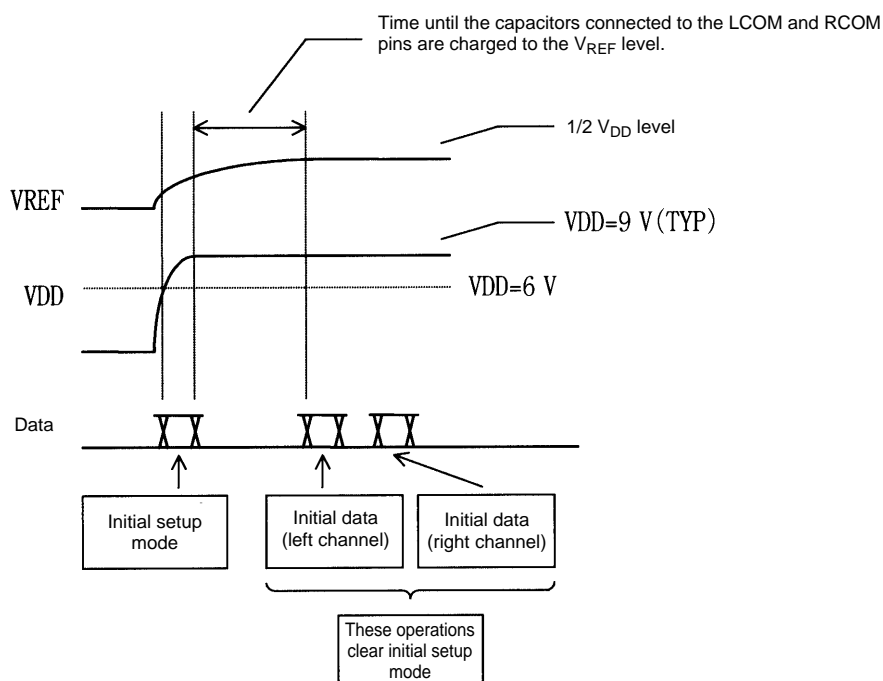 Time until the capacitors connected to the LCOM and RCOM
pins are charged to the VREF level.
1/2 VDD level
VREF
VDD=9 V(TYP)
VDD
VDD=6 V
Data
Initial setup
mode
Initial data
(left channel)
Initial data
(right channel)
These operations
clear initial setup
mode